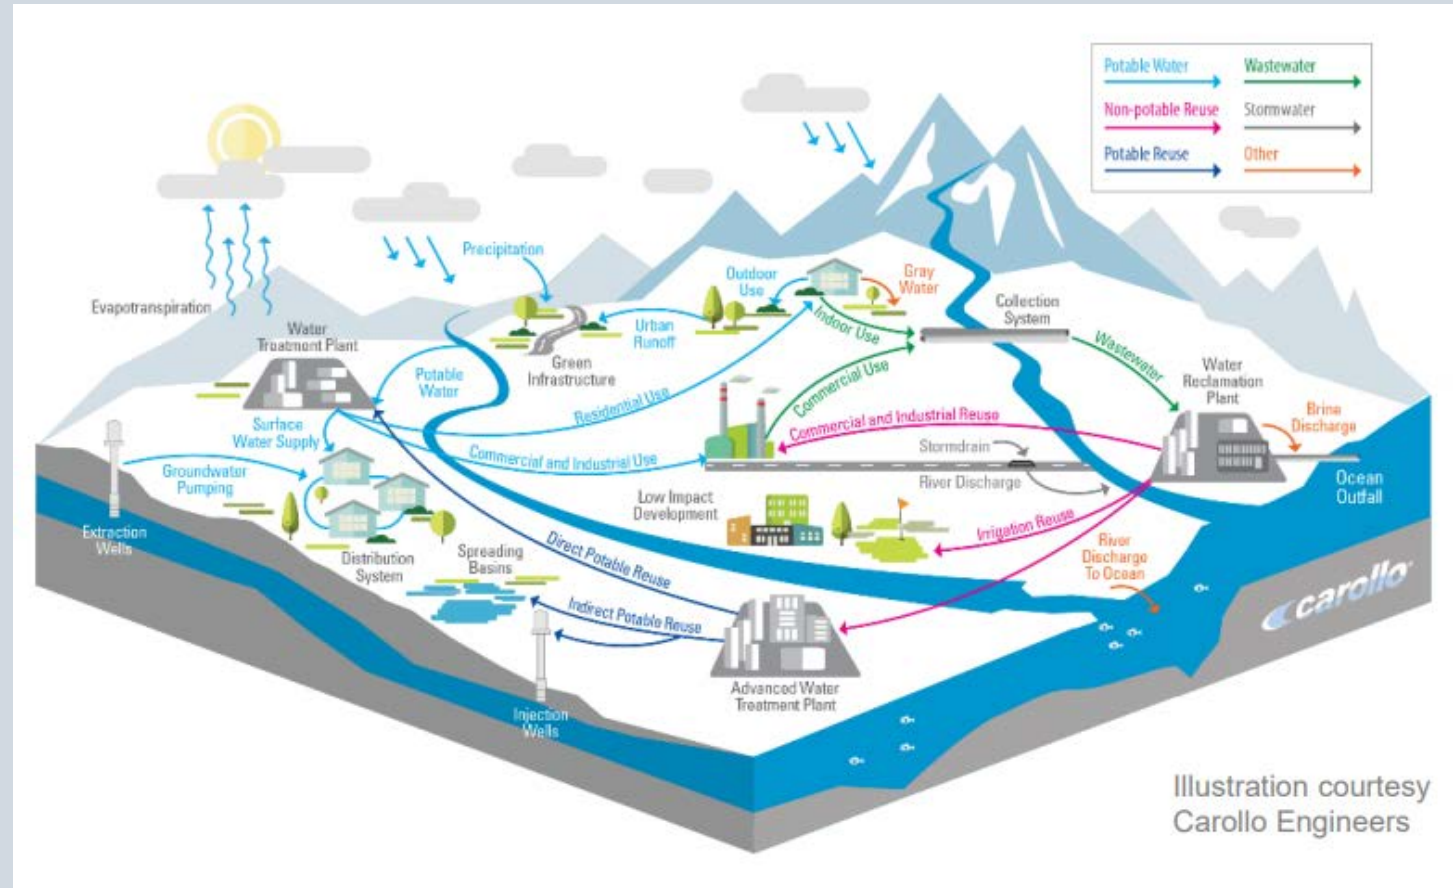 Potable Water
Wastewater
Non-potable Reuse
Stormwater
Potable Reuse
Other
Precipitation
Evapotranspiration
Outdoor
Use
Gray
Water
Collection
System
Indoor Use
Urban
Runoff
Green
Infrastructure
Water
Treatment Plant
Potable
Water
Residential Use
Commercial Use
Wastewater
Water
Reclamation
Plant
Brine
Discharge
Surface
Water Supply
Commercial and Industrial Reuse
Commercial and Industrial Use
Stormdrain
River Discharge
Groundwater
Pumping
Ocean
Outfall
Low Impact
Development
Extraction
Wells
Irrigation Reuse
River
Discharge
To Ocean
Distribution
System
Spreading
Basins
Direct Potable Reuse
Indirect Potable Reuse
carollo
Advanced Water
Treatment Plant
Injection
Wells
Illustration courtesy
Carollo Engineers